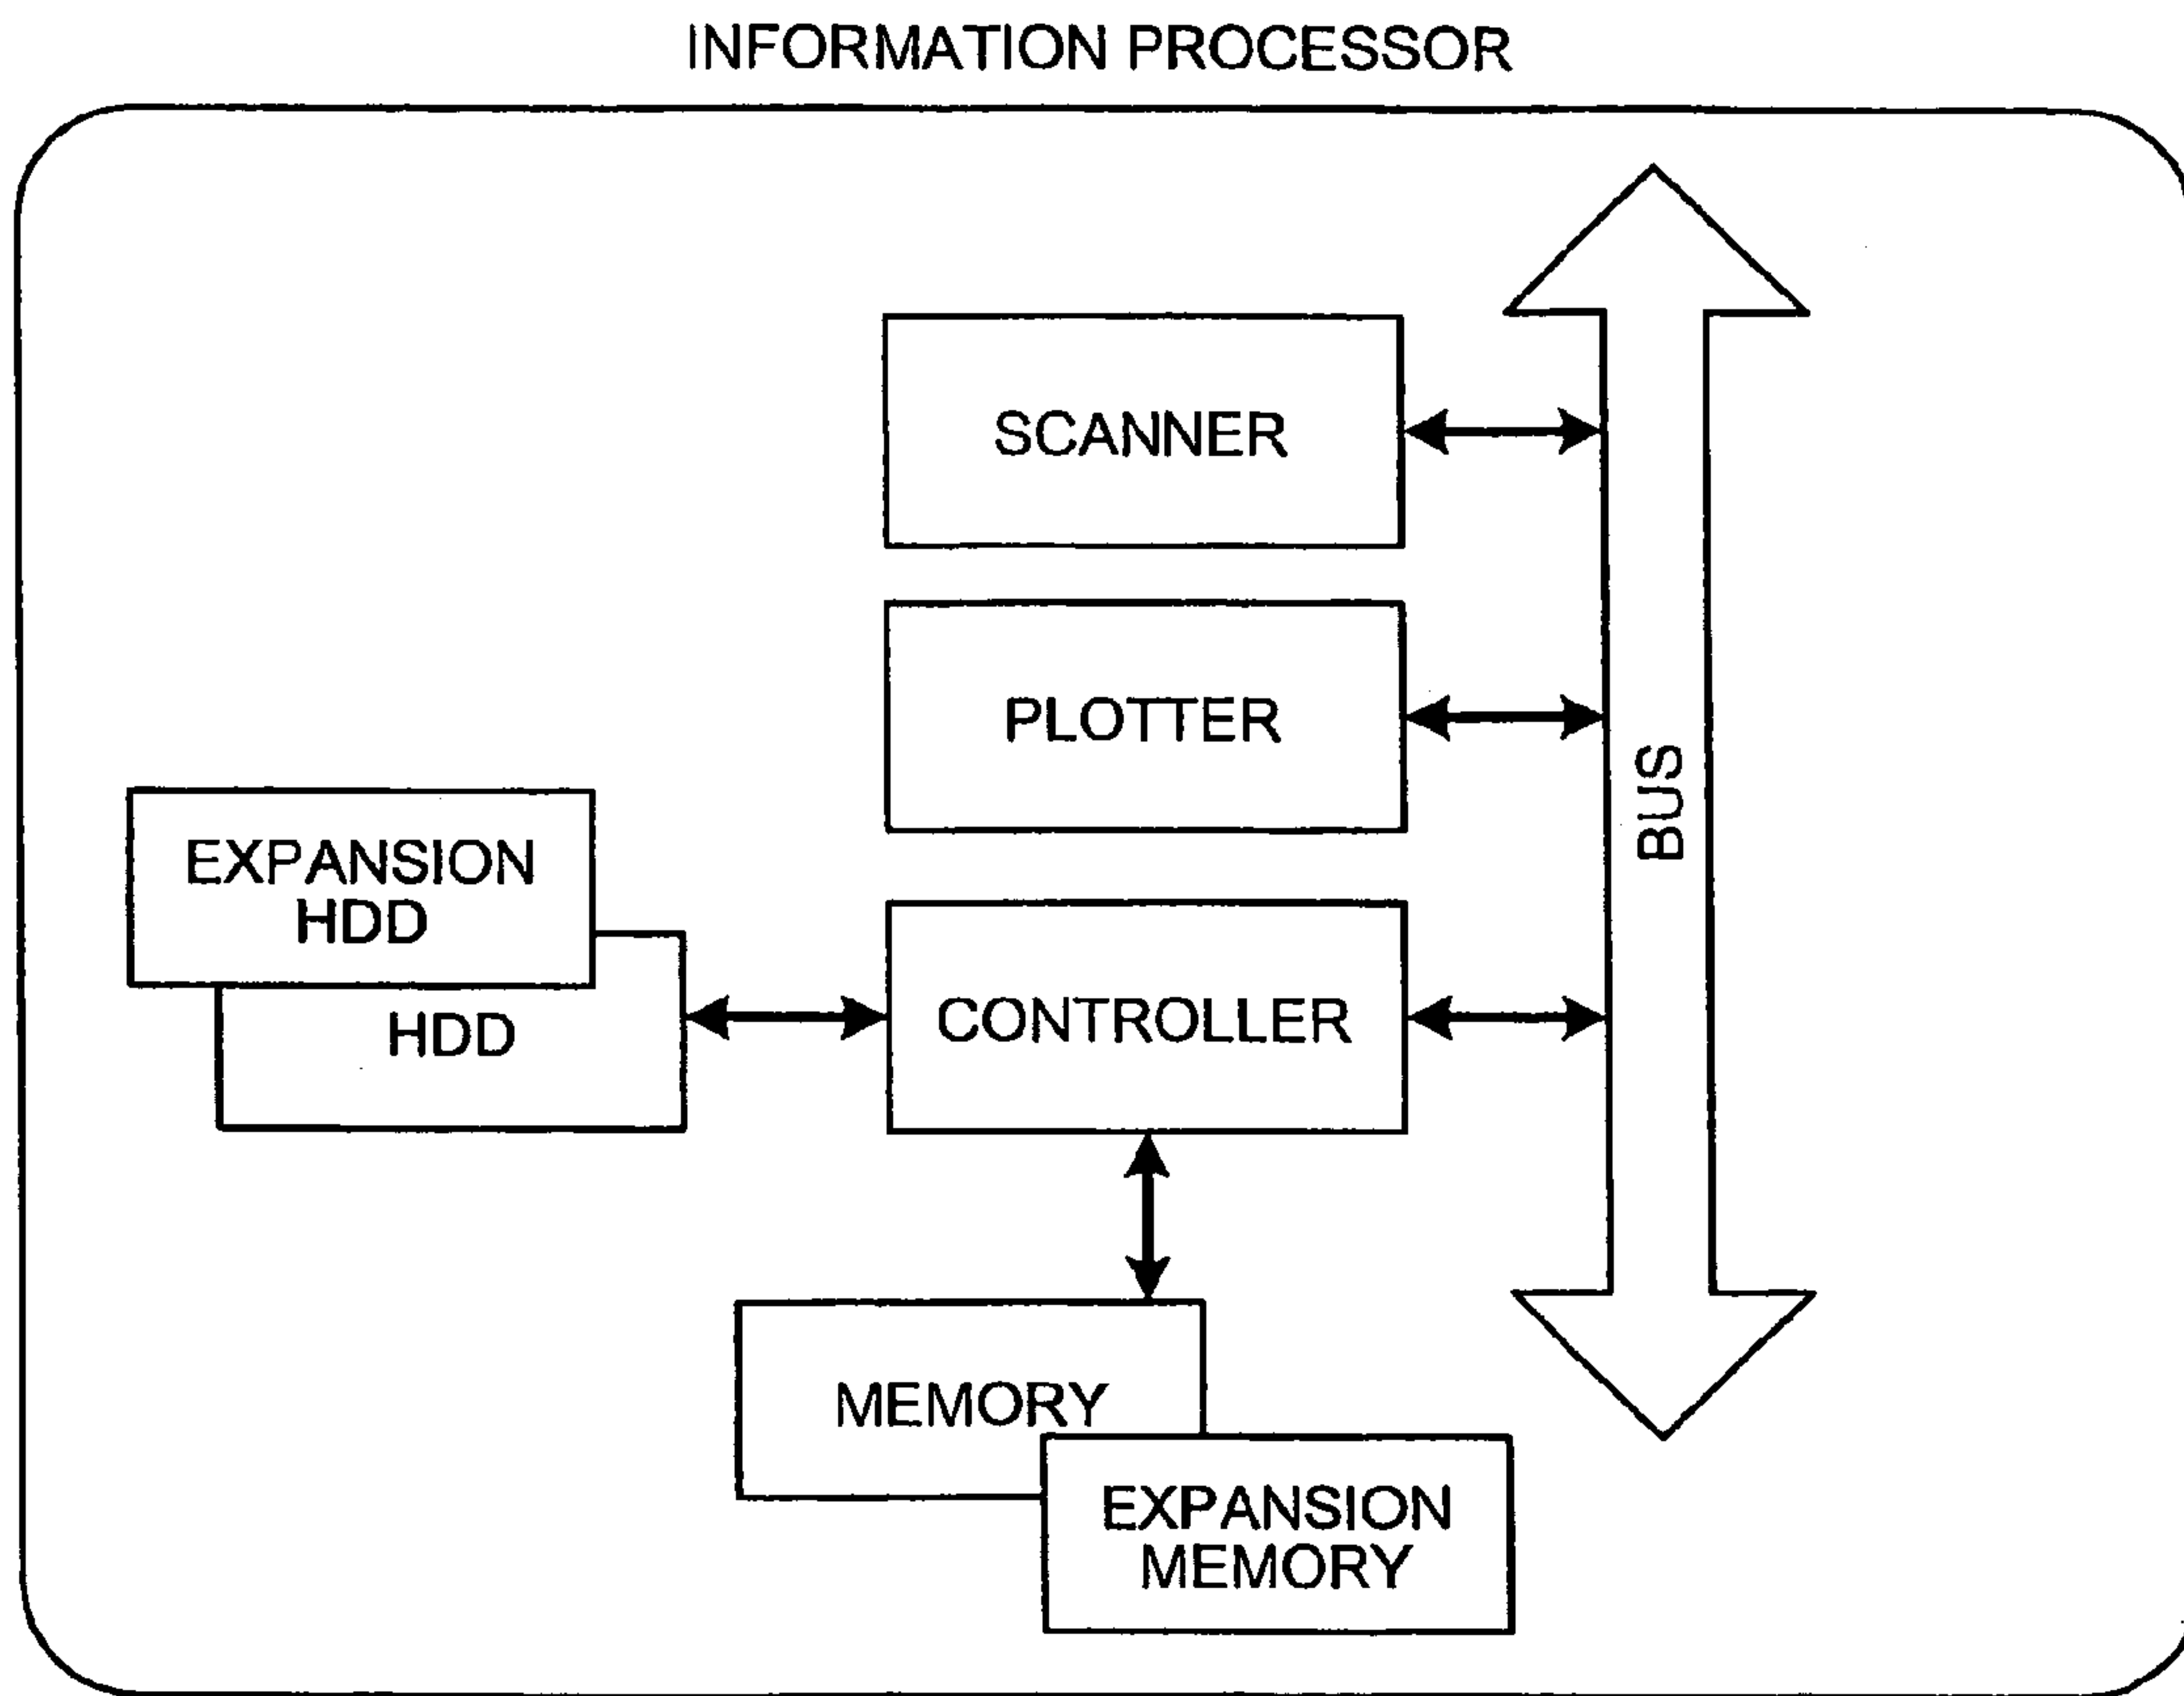 INFORMATION PROCESSOR
SCANNER
PLOTTER
BUS
EXPANSION
HDD
HDD
CONTROLLER
MEMORY
EXPANSION
MEMORY